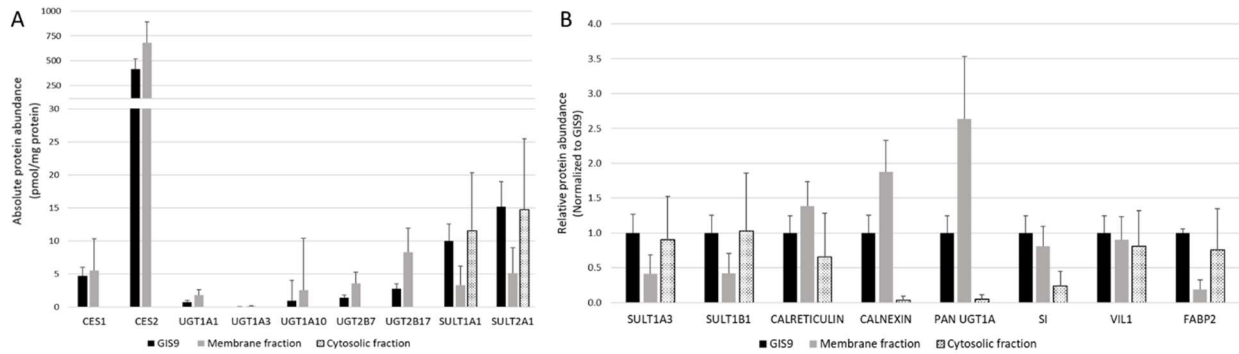 A
Absolute protein abundance
(pmol/mg protein)
1000
750
500
250
30
25
20
15
10
5
0
CES1 CES2 UGT1A1 UGT1A3 UGT1A10 UGT2B7 UGT2B17 SULT1A1 SULT2A1
GIS9 Membrane fraction Cytosolic fraction
B
Relative protein abundance
(Normalized to GIS9)
4.0
3.5
3.0
2.5
2.0
1.5
1.0
0.5
0.0
SULT1A3 SULT1B1 CALRETICULIN CALNEXIN PAN UGT1A SI VIL1 FABP2
GIS9 Membrane fraction Cytosolic fraction